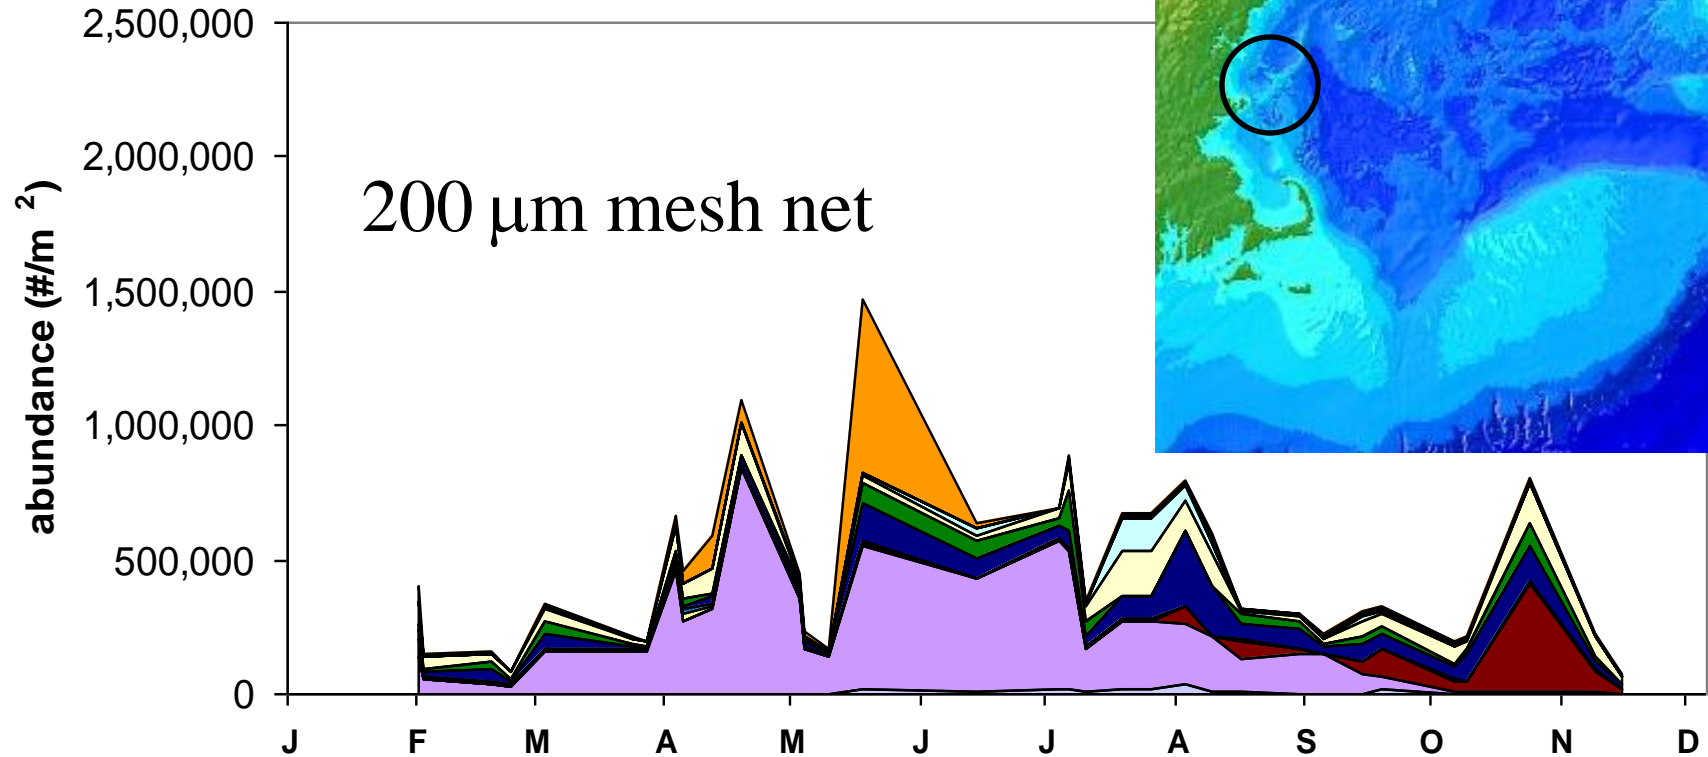 2,500,000
2,000,000
1,500,000
1,000,000
500,000
0
abundance (#/m ²)
200 μm mesh net
J F M A M J J A S O N D